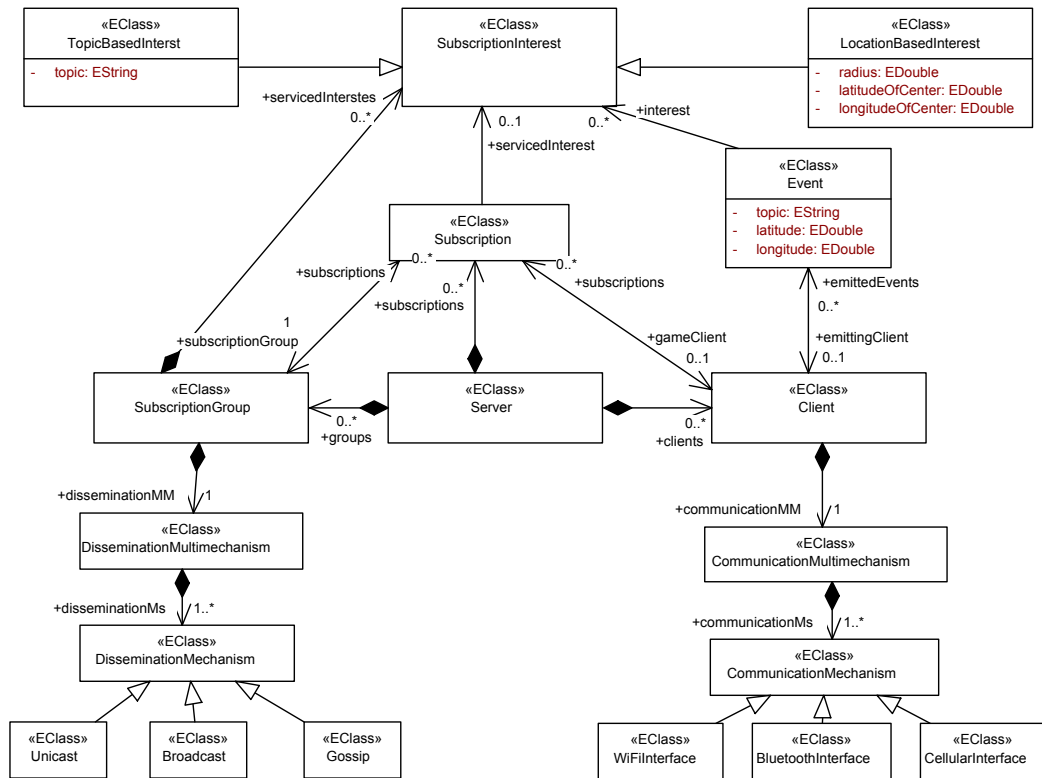 «EClass»
TopicBasedInterst
- topic: EString
«EClass»
SubscriptionInterest
«EClass»
LocationBasedInterest
- radius: EDouble
- latitudeOfCenter: EDouble
- longitudeOfCenter: EDouble
+servicedInterstes
0..*
0..1
+servicedInterest
+interest
0..*
«EClass»
Event
- topic: EString
- latitude: EDouble
- longitude: EDouble
«EClass»
Subscription
0..*
+subscriptions
0..*
+subscriptions
0..*
+subscriptions
+emittedEvents
0..*
1
+subscriptionGroup
+gameClient
0..1
+emittingClient
0..1
«EClass»
SubscriptionGroup
«EClass»
Server
«EClass»
Client
0..*
+groups
0..*
+clients
+disseminationMM
1
+communicationMM
1
«EClass»
DisseminationMultimechanism
«EClass»
CommunicationMultimechanism
+disseminationMs
1..*
+communicationMs
1..*
«EClass»
DisseminationMechanism
«EClass»
CommunicationMechanism
«EClass»
Unicast
«EClass»
Broadcast
«EClass»
Gossip
«EClass»
WiFiInterface
«EClass»
BluetoothInterface
«EClass»
CellularInterface